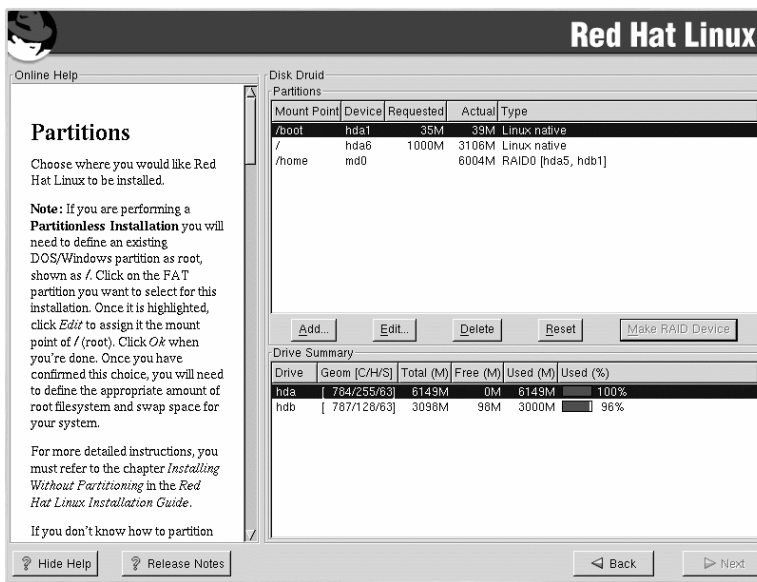 Red Hat Linux
Online Help
Partitions
Choose where you would like Red
Hat Linux to be installed.
Note: If you are performing a
Partitionless Installation you will
need to define an existing
DOS/Windows partition as root,
shown as /. Click on the FAT
partition you want to select for this
installation. Once it is highlighted,
click Edit to assign it the mount
point of / (root). Click Ok when
you're done. Once you have
confirmed this choice, you will need
to define the appropriate amount of
root filesystem and swap space for
your system.
For more detailed instructions, you
must refer to the chapter Installing
Without Partitioning in the Red
Hat Linux Installation Guide.
If you don't know how to partition
Disk Druid
Partitions
Mount Point Device Requested Actual Type
/boot hda1 35M 39M Linux native
/ hda6 1000M 3106M Linux native
/home md0 6004M RAID0 [hda5, hdb1]
Add... Edit... Delete Reset Make RAID Device
Drive Summary
Drive Geom [C/H/S] Total (M) Free (M) Used (M) Used (%)
hda [ 784/255/63] 6149M 0M 6149M 100%
hdb [ 787/128/63] 3098M 98M 3000M 96%
? Hide Help ? Release Notes Back Next